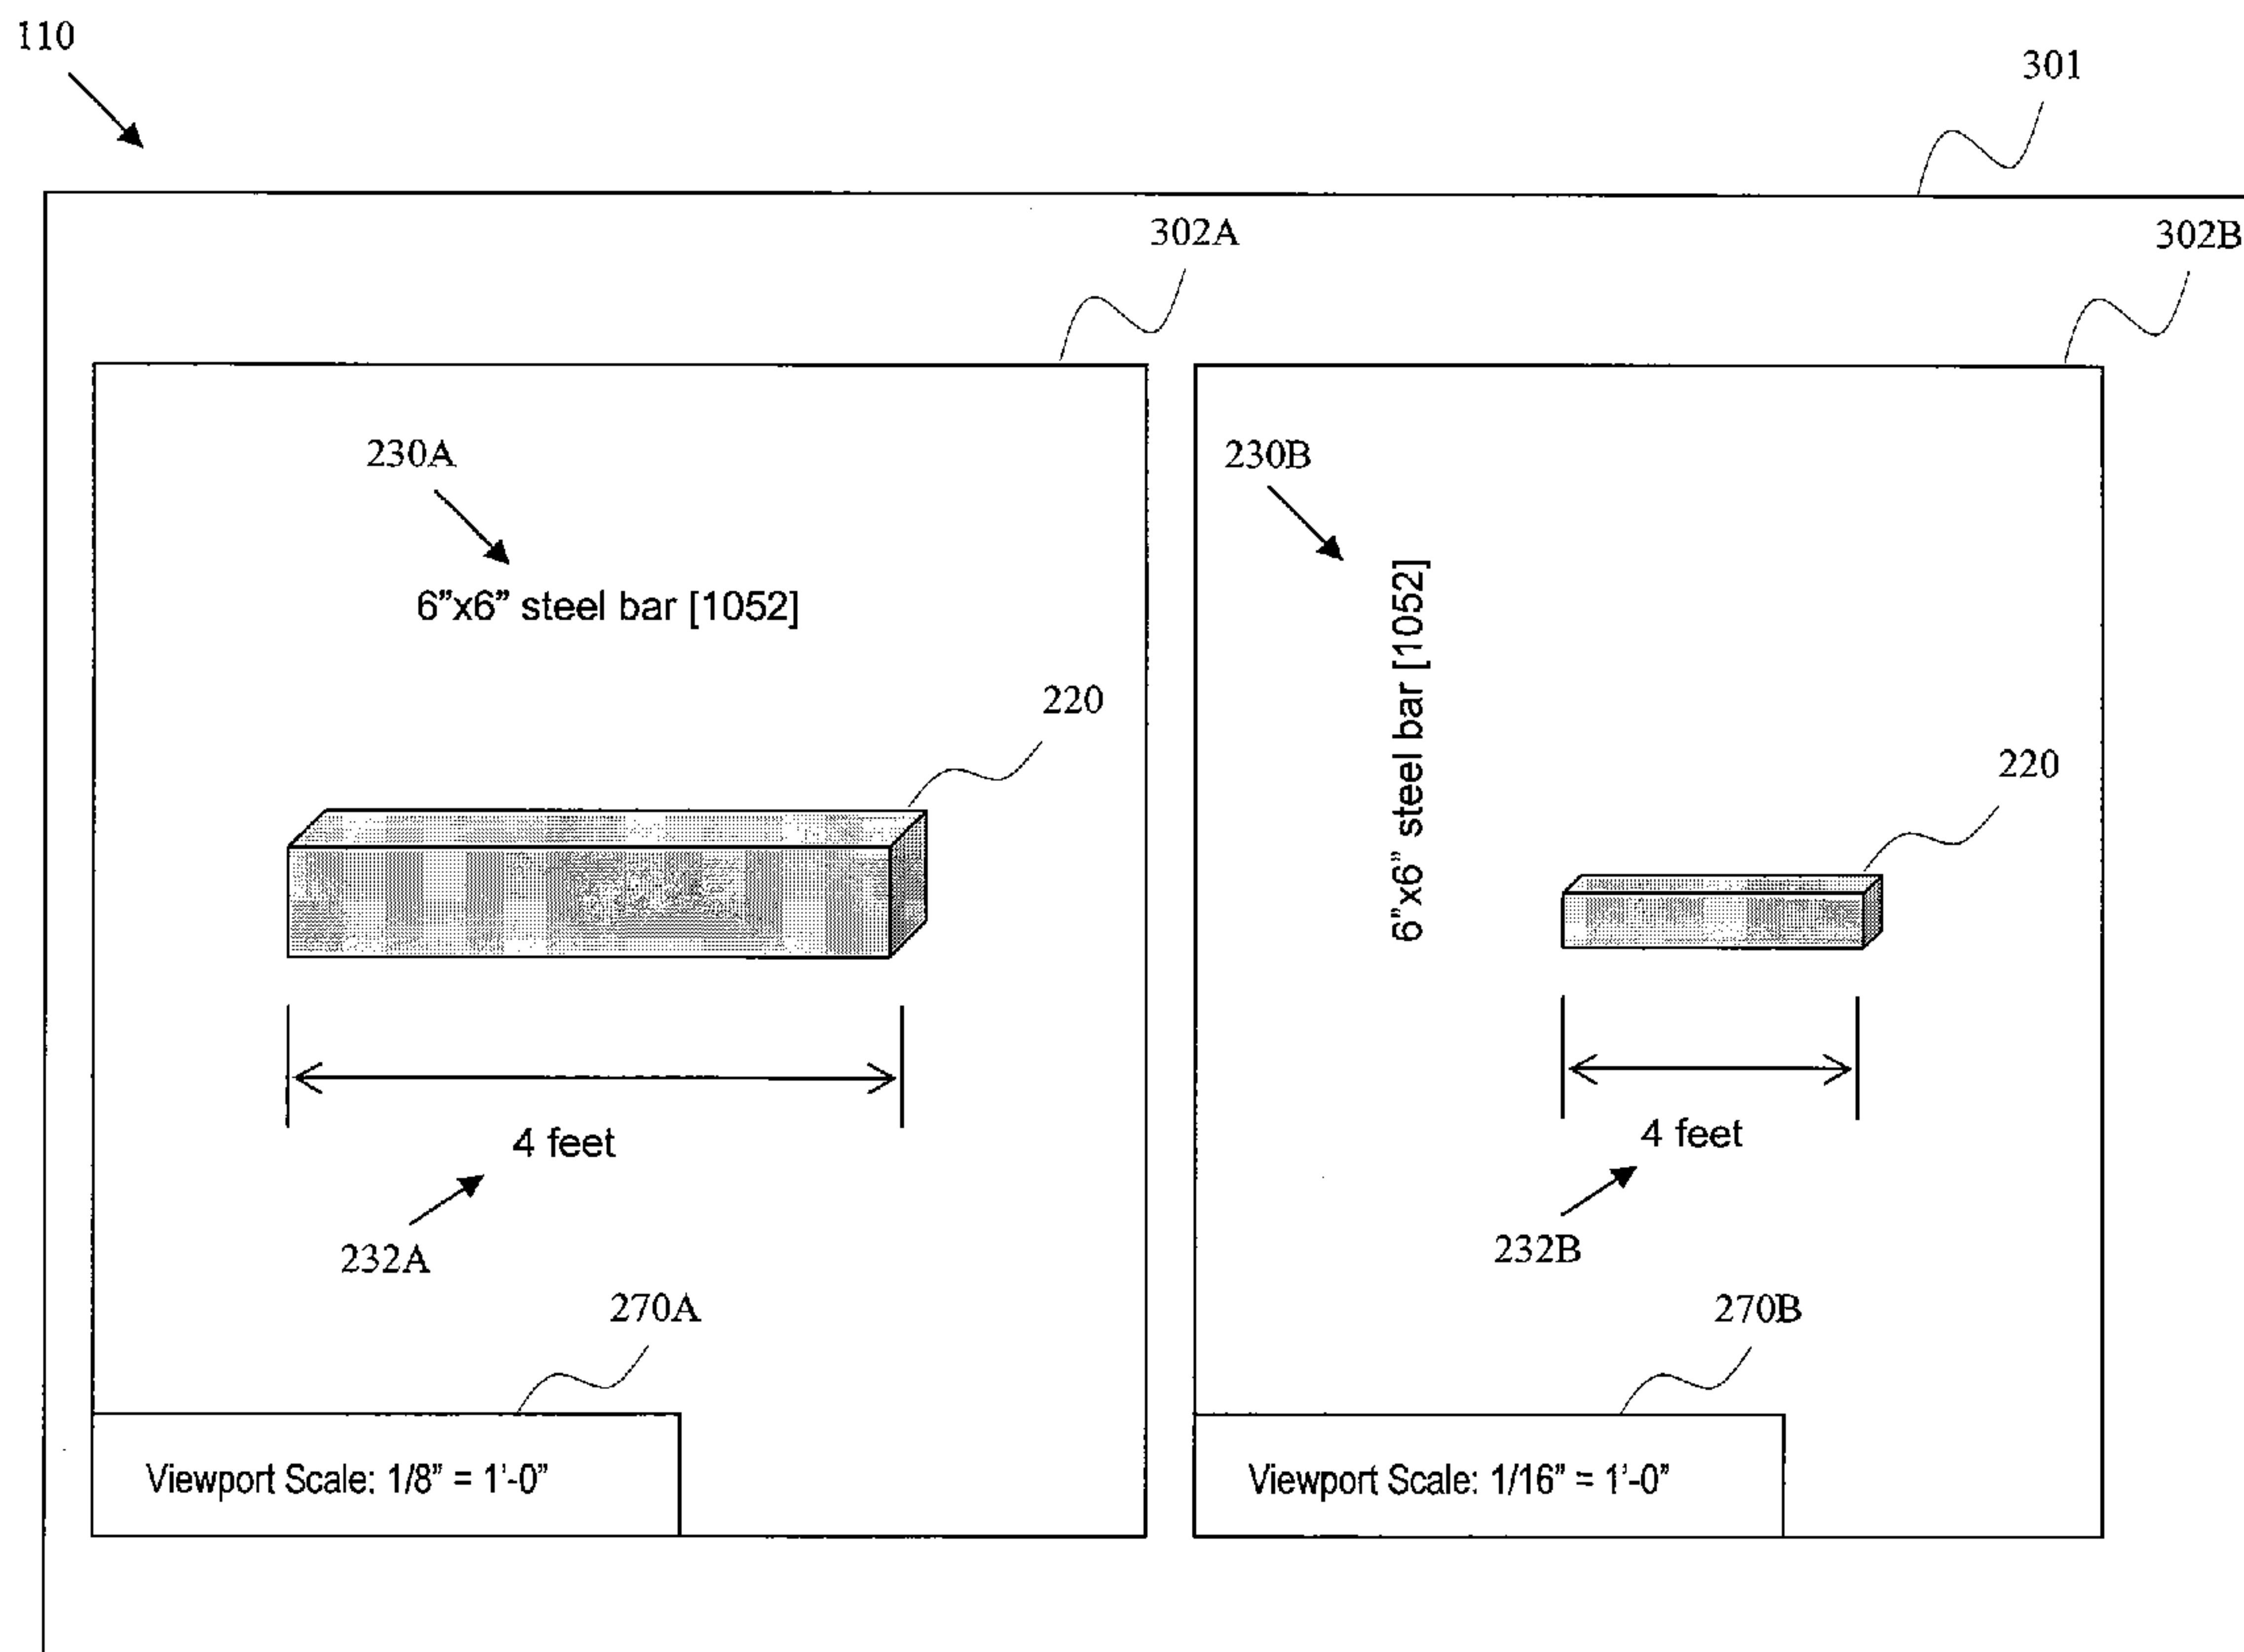 110
301
302A
302B
230A
6”x6” steel bar [1052]
220
4 feet
232A
270A
Viewport Scale: 1/8” = 1’-0”
230B
6”x6” steel bar [1052]
220
4 feet
232B
270B
Viewport Scale: 1/16” = 1’-0”